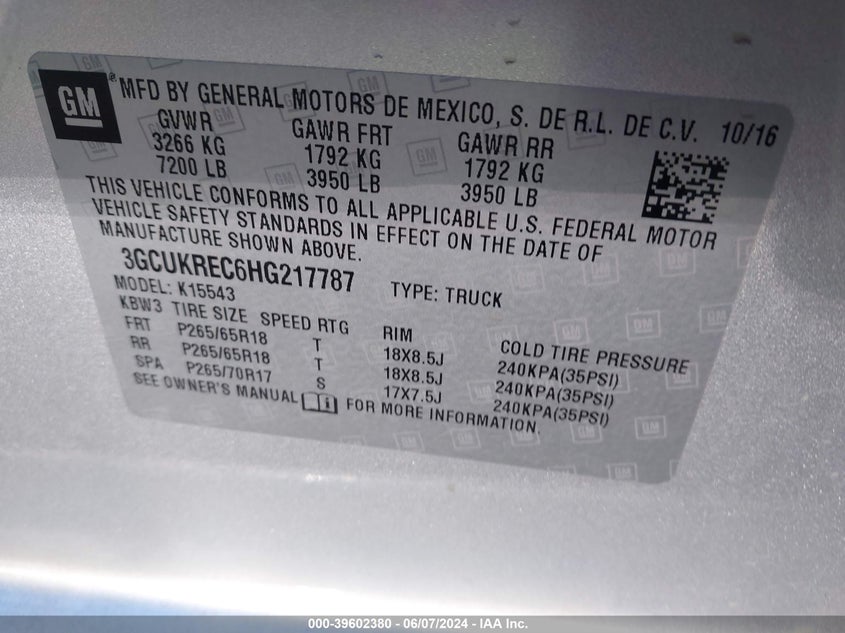 GM® MFD BY GENERAL MOTORS DE MEXICO, S. DE R.L. DE C.V. 10/16
GVWR GAWR FRT GAWR RR
3266 KG 1792 KG 1792 KG
7200 LB 3950 LB 3950 LB
THIS VEHICLE CONFORMS TO ALL APPLICABLE U.S. FEDERAL MOTOR
VEHICLE SAFETY STANDARDS IN EFFECT ON THE DATE OF
MANUFACTURE SHOWN ABOVE.
3GCUKREC6HG217787 TYPE: TRUCK
MODEL: K15543
KBW3 TIRE SIZE SPEED RTG RIM COLD TIRE PRESSURE
FRT P265/65R18 T 18X8.5J 240KPA(35PSI)
RR P265/65R18 T 18X8.5J 240KPA(35PSI)
SPA P265/70R17 S 17X7.5J 240KPA(35PSI)
SEE OWNER'S MANUAL FOR MORE INFORMATION.
000-39602380 - 06/07/2024 - IAA Inc.